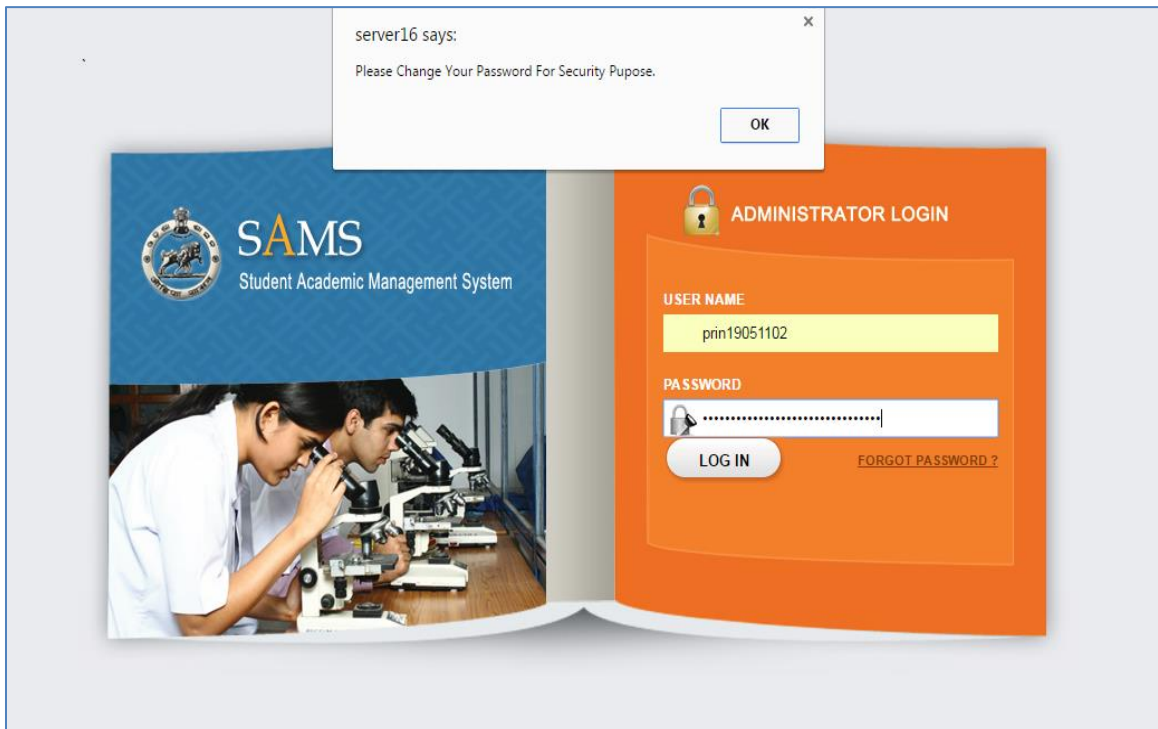 server16 says:
Please Change Your Password For Security Pupose.
OK
SAMS
Student Academic Management System
ADMINISTRATOR LOGIN
USER NAME
prin19051102
PASSWORD
LOG IN
FORGOT PASSWORD ?